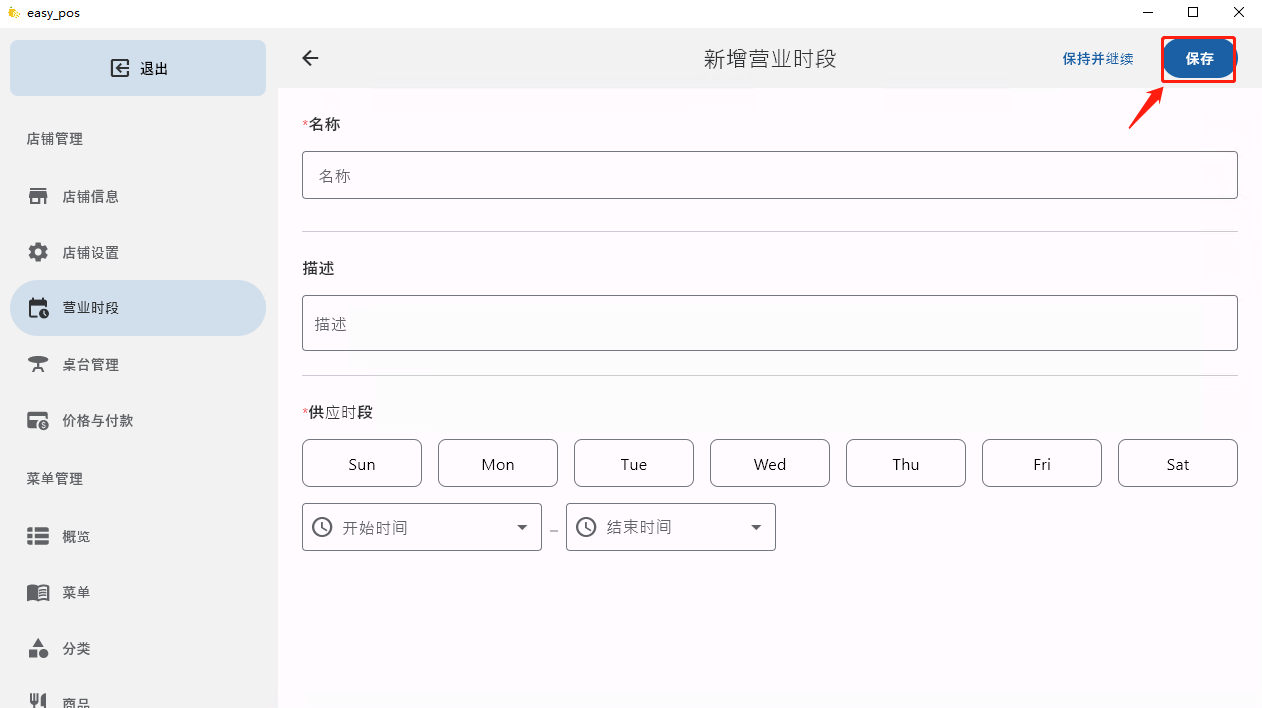 easy_pos
退出
新增营业时段
保持并继续
保存
店铺管理
店铺信息
店铺设置
营业时段
桌台管理
价格与付款
菜单管理
概览
菜单
分类
商品
*名称
名称
描述
描述
*供应时段
Sun Mon Tue Wed Thu Fri Sat
开始时间 – 结束时间